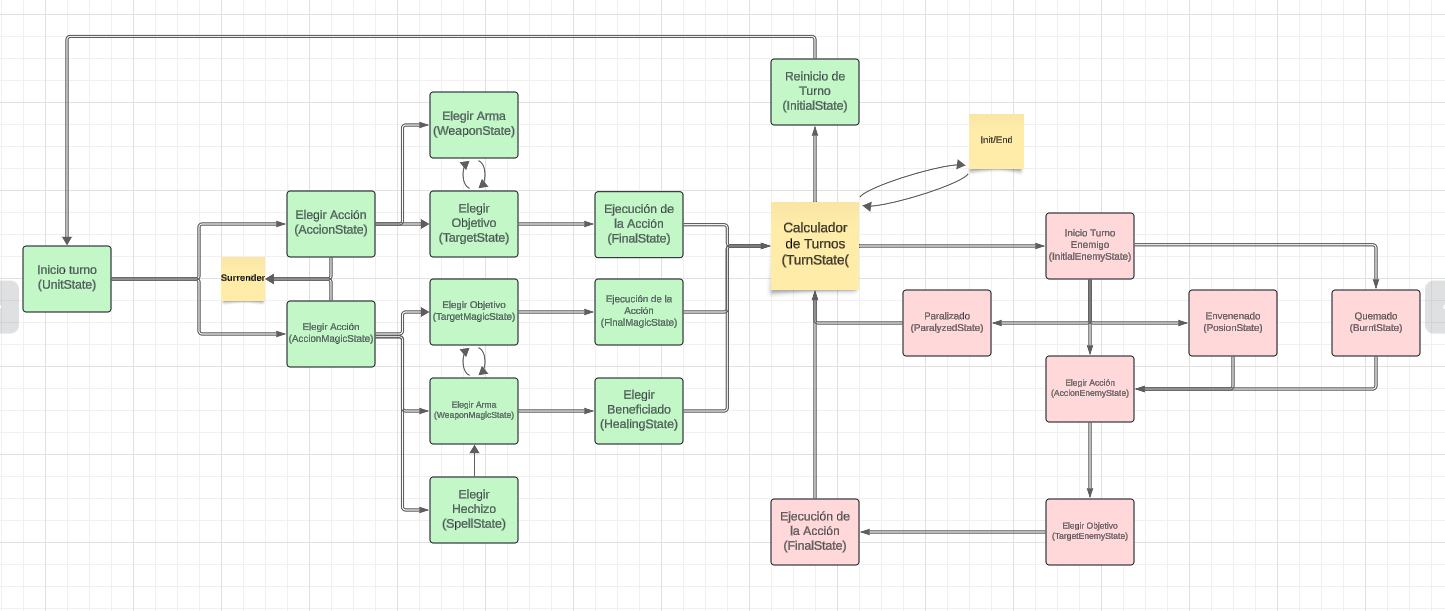 Reinicio de
Turno
(InitialState)
Elegir Arma
(WeaponState)
Init/End
Elegir Acción
(AccionState)
Elegir
Objetivo
(TargetState)
Ejecución de
la Acción
(FinalState)
Calculador
de Turnos
(TurnState(
Inicio Turno
Enemigo
(InitialEnemyState)
Inicio turno
(UnitState)
Surrender
Elegir Acción
(AccionMagicState)
Elegir Objetivo
(TargetMagicState)
Ejecución de la
Acción
(FinalMagicState)
Paralizado
(ParalyzedState)
Envenenado
(PosionState)
Quemado
(BurntState)
Elegir Arma
(WeaponMagicState)
Elegir
Beneficiado
(HealingState)
Elegir Acción
(AccionEnemyState)
Elegir
Hechizo
(SpellState)
Ejecución de
la Acción
(FinalState)
Elegir Objetivo
(TargetEnemyState)